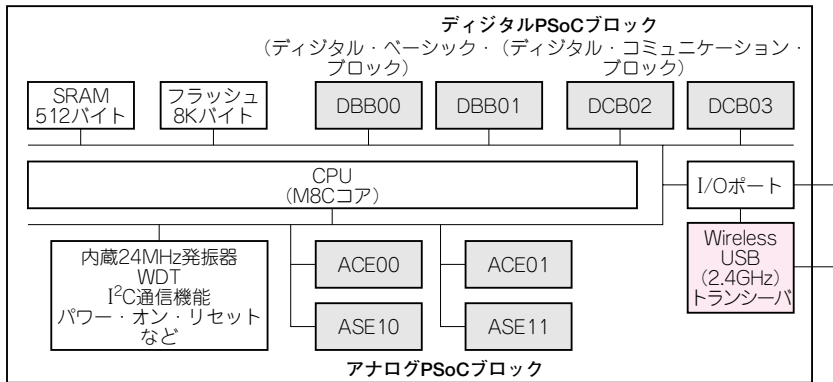 ディジタルPSoCブロック
（ディジタル・ベーシック・
ブロック）
（ディジタル・コミュニケーション・
ブロック）
SRAM
512バイト
フラッシュ
8Kバイト
DBB00
DBB01
DCB02
DCB03
CPU
（M8Cコア）
I/Oポート
Wireless
USB
（2.4GHz）
トランシーバ
内蔵24MHz発振器
WDT
I²C通信機能
パワー・オン・リセット
など
ACE00
ACE01
ASE10
ASE11
アナログPSoCブロック